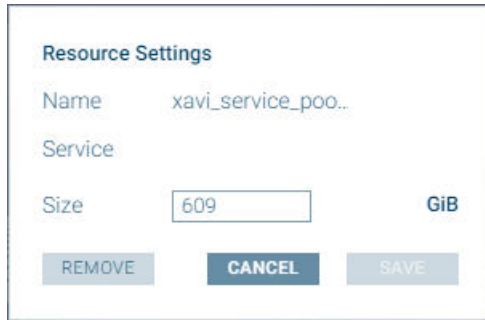 Resource Settings
Name xavi_service_poo...
Service
Size 609 GiB
REMOVE CANCEL SAVE